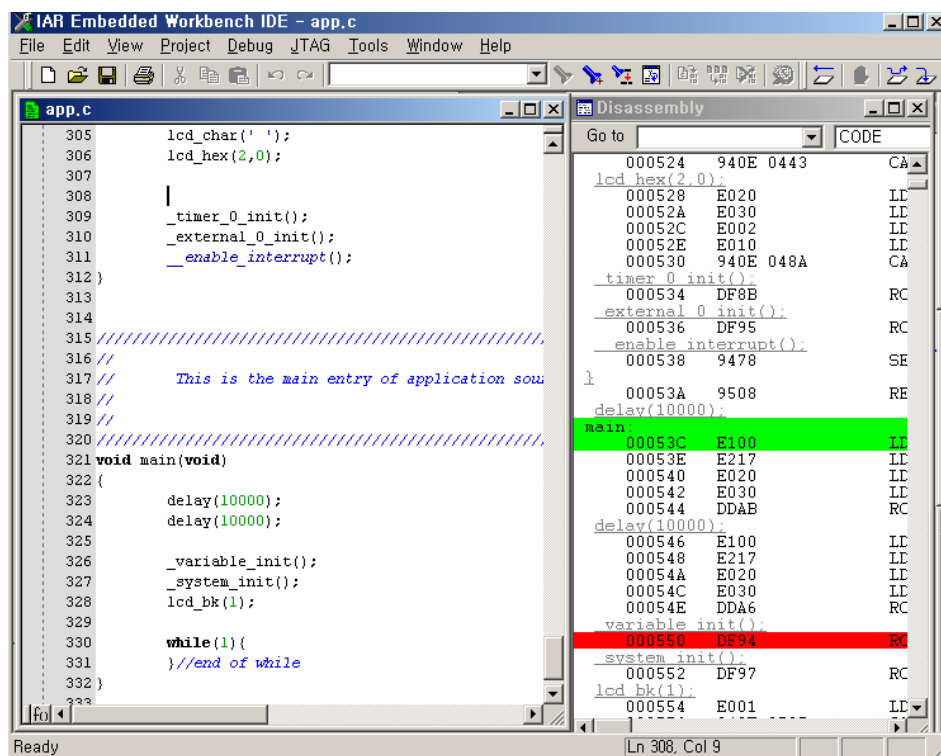 IAR Embedded Workbench IDE - app.c
File Edit View Project Debug JTAG Tools Window Help
app.c
305 lcd_char(' ');
306 lcd_hex(2,0);
307
308
309 _timer_0_init();
310 _external_0_init();
311 __enable_interrupt();
312 }
313
314
315 ////////////////////////////////////////////////////////////
316 //
317 // This is the main entry of application sou
318 //
319 //
320 ////////////////////////////////////////////////////////////
321 void main(void)
322 {
323 delay(10000);
324 delay(10000);
325
326 _variable_init();
327 _system_init();
328 lcd_bk(1);
329
330 while(1){
331 }//end of while
332 }
333
fo
Disassembly
Go to CODE
000524 940E 0443 CA
lcd_hex(2,0);
000528 E020 LD
00052A E030 LD
00052C E002 LD
00052E E010 LD
000530 940E 048A CA
_timer_0_init();
000534 DF8B RC
_external_0_init();
000536 DF95 RC
__enable_interrupt();
000538 9478 SE
}
00053A 9508 RE
delay(10000);
main:
00053C E100 LD
00053E E217 LD
000540 E020 LD
000542 E030 LD
000544 DDAB RC
delay(10000);
000546 E100 LD
000548 E217 LD
00054A E020 LD
00054C E030 LD
00054E DDA6 RC
_variable_init();
000550 DF94 RC
_system_init();
000552 DF97 RC
lcd_bk(1);
000554 E001 LD
Ready Ln 308, Col 9